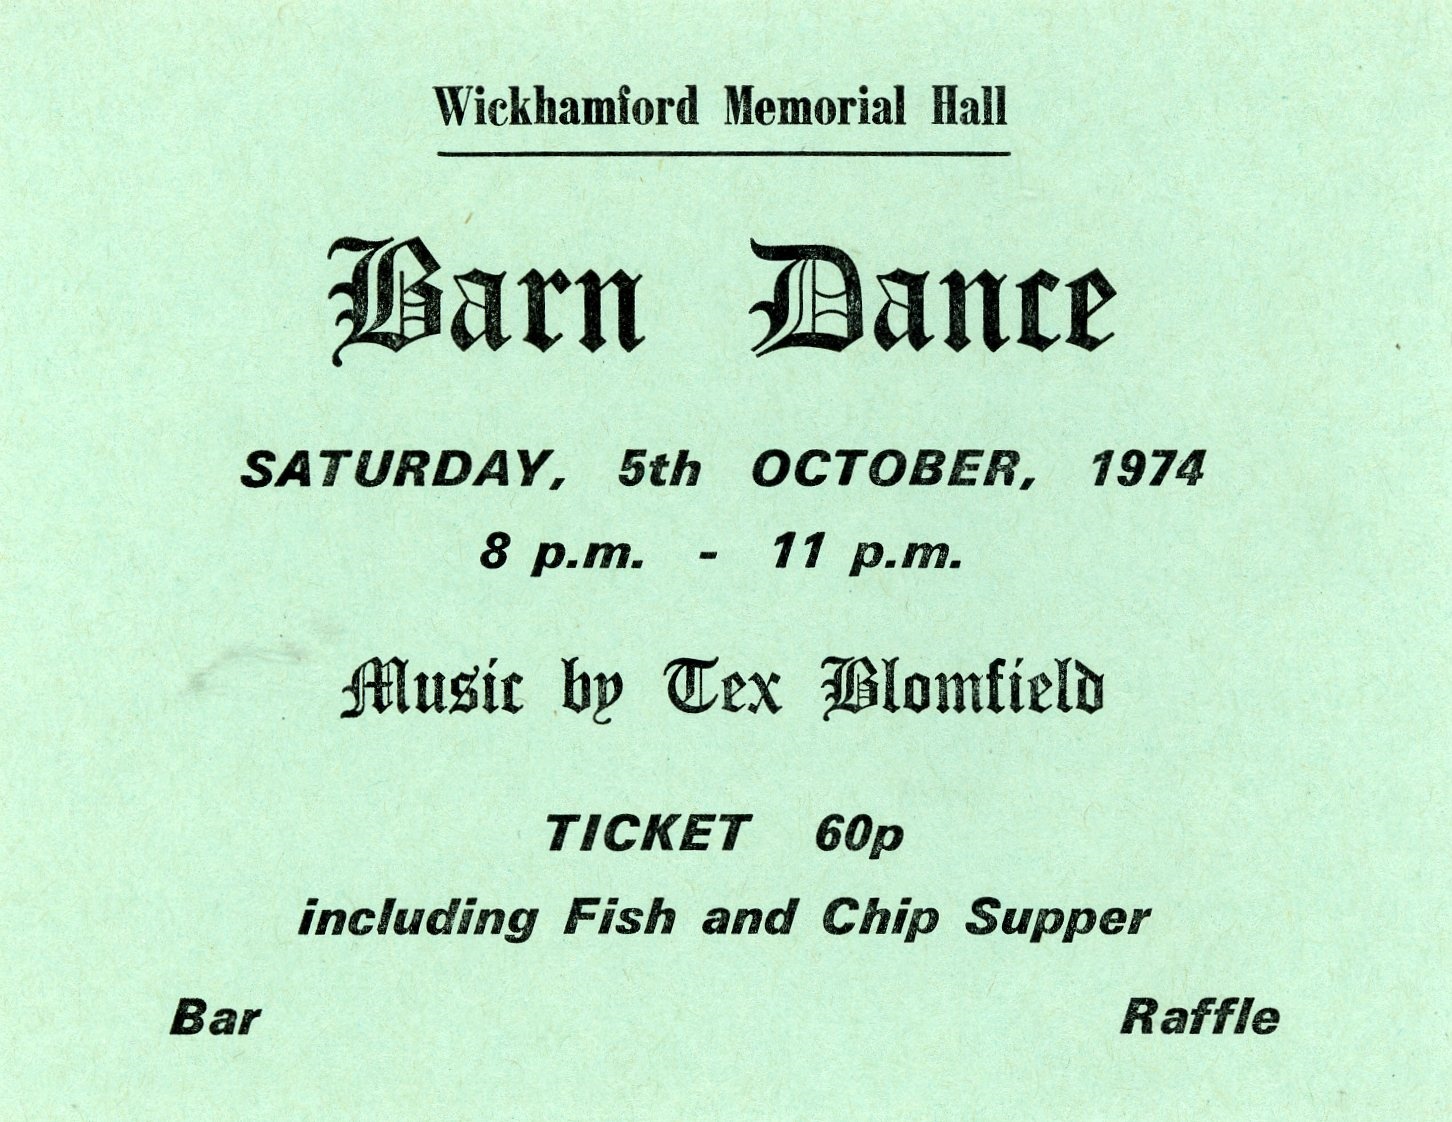 Wickhamford Memorial Hall
Barn Dance
SATURDAY, 5th OCTOBER, 1974
8 p.m. - 11 p.m.
Music by Tex Blomfield
TICKET 60p
including Fish and Chip Supper
Bar Raffle